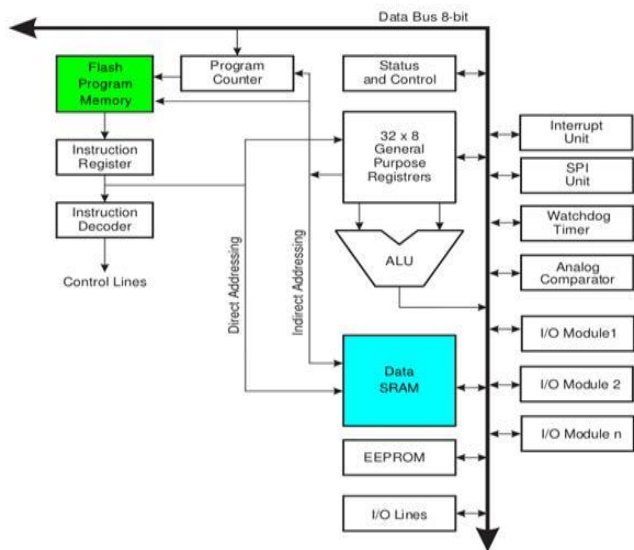 Data Bus 8-bit
Flash
Program
Memory
Program
Counter
Status
and Control
Instruction
Register
32 x 8
General
Purpose
Registrers
Interrupt
Unit
SPI
Unit
Instruction
Decoder
Watchdog
Timer
ALU
Analog
Comparator
Control Lines
Direct Addressing
Indirect Addressing
I/O Module1
Data
SRAM
I/O Module 2
I/O Module n
EEPROM
I/O Lines